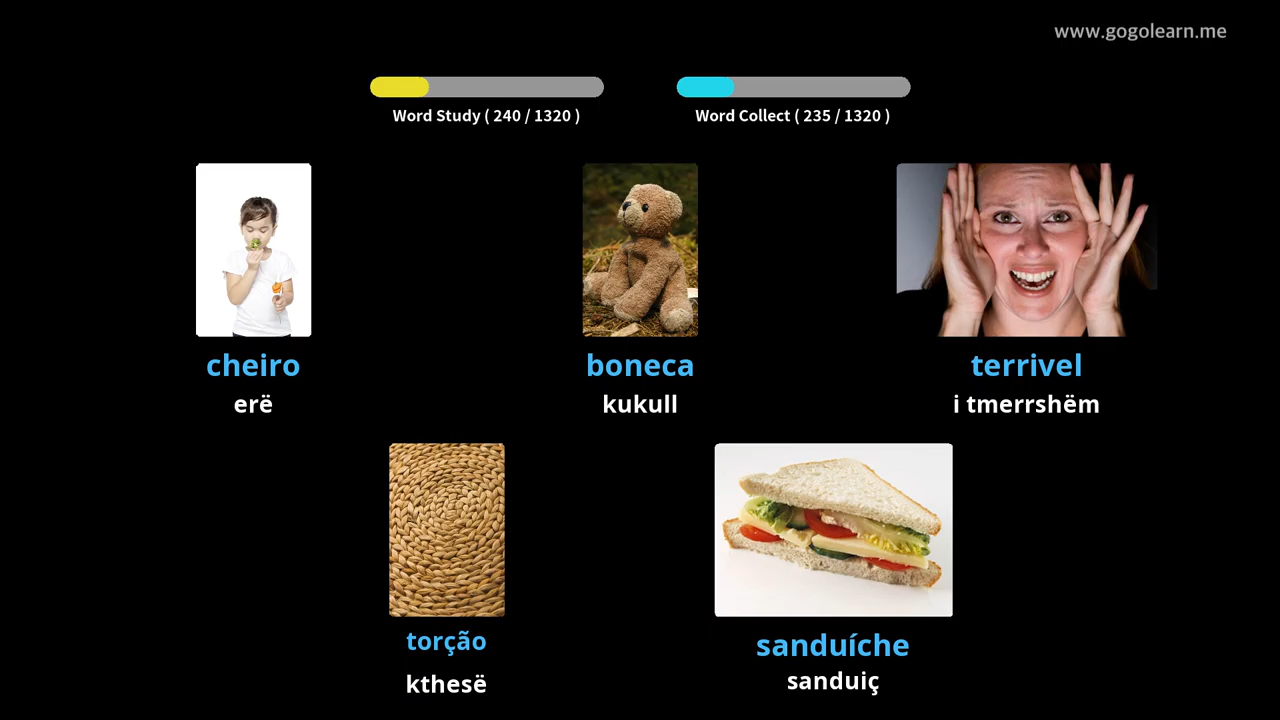 www.gogolearn.me
Word Study ( 240 / 1320 )
Word Collect ( 235 / 1320 )
cheiro
erë
boneca
kukull
terrivel
i tmerrshëm
torção
kthesë
sanduíche
sanduiç